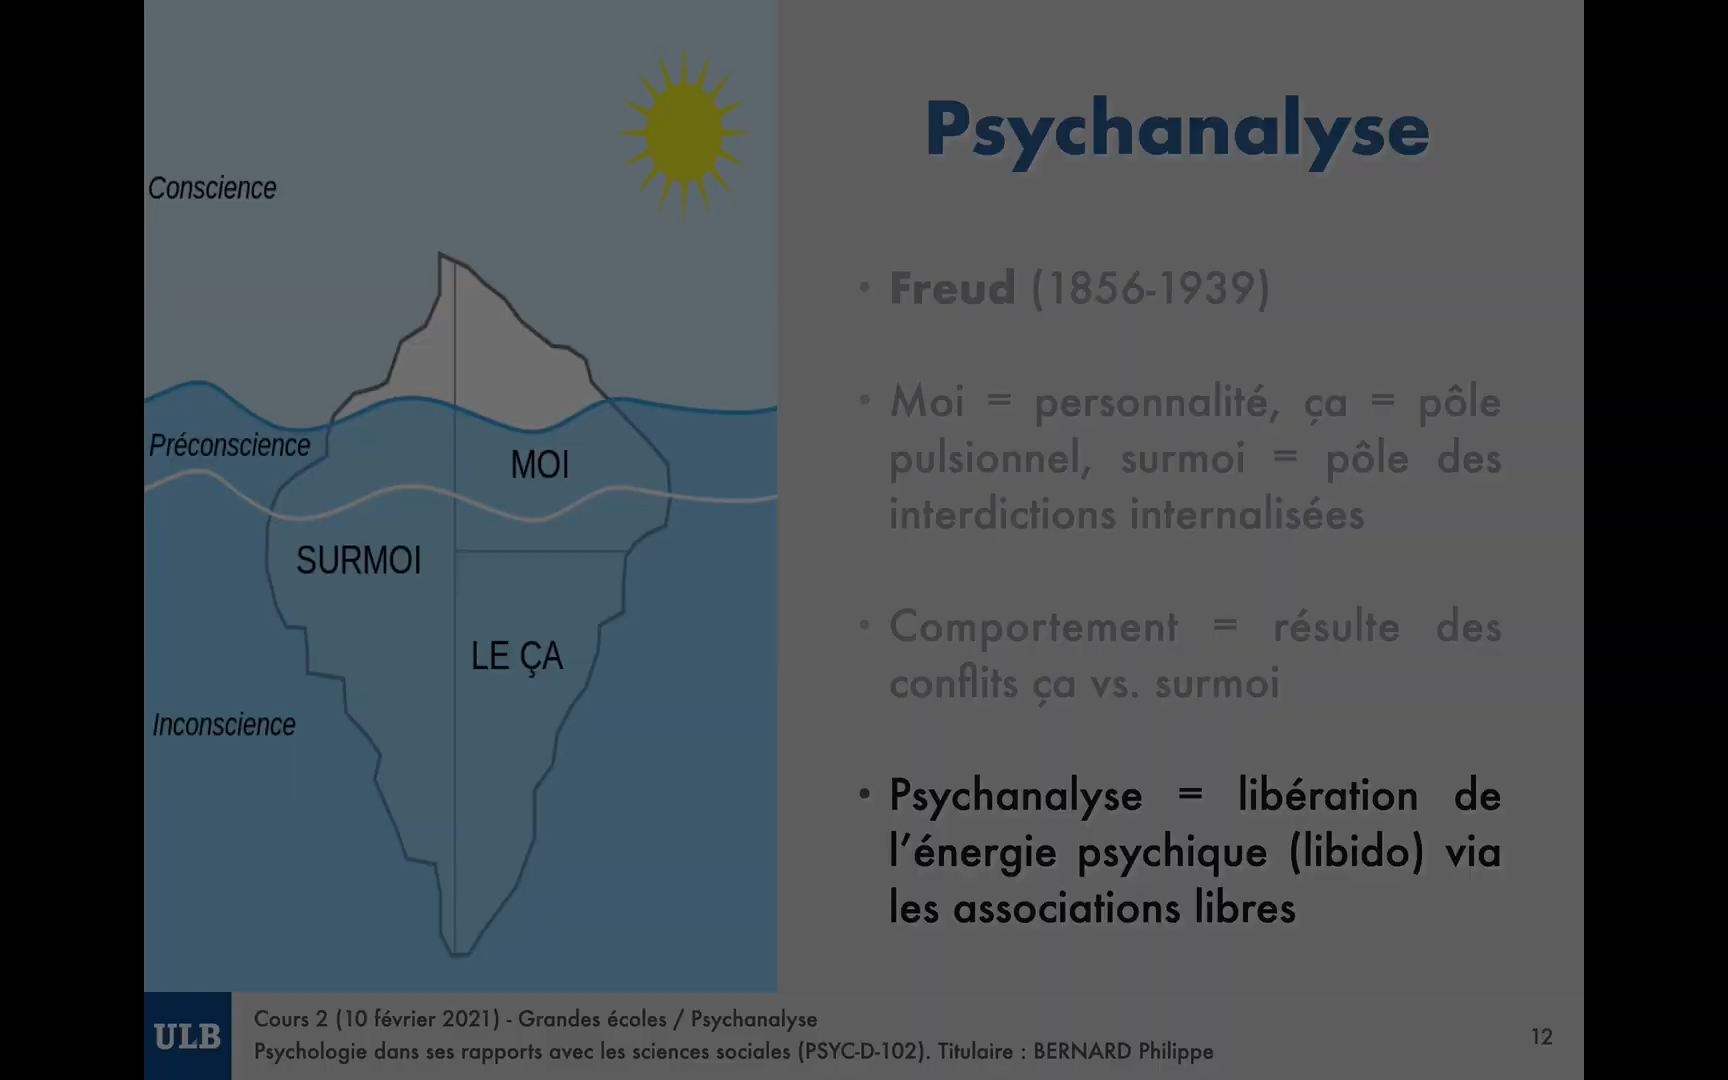 Conscience
Préconscience
MOI
SURMOI
LE ÇA
Inconscience
Psychanalyse
• Freud (1856-1939)
• Moi = personnalité, ça = pôle
pulsionnel, surmoi = pôle des
interdictions internalisées
• Comportement = résulte des
conflits ça vs. surmoi
• Psychanalyse = libération de
l’énergie psychique (libido) via
les associations libres
ULB
Cours 2 (10 février 2021) - Grandes écoles / Psychanalyse
Psychologie dans ses rapports avec les sciences sociales (PSYC-D-102). Titulaire : BERNARD Philippe
12